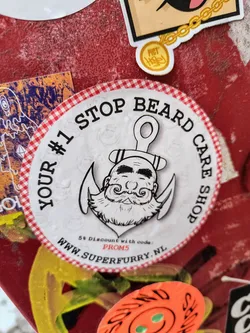 YOUR #1 STOP BEARD CARE SHOP
5% Discount with code:
PROM5
WWW.SUPERFURRY.NL